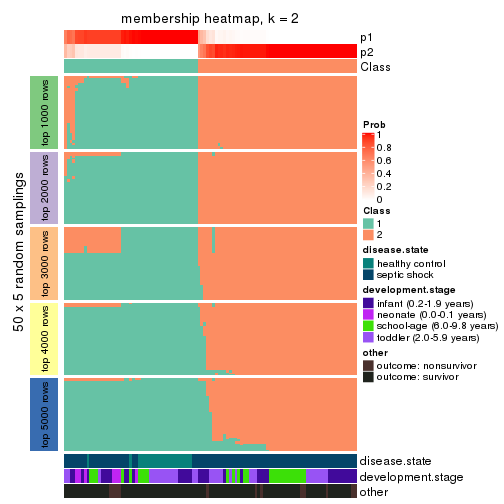 membership heatmap, k = 2
p1
p2
Class
50 x 5 random samplings
top 1000 rows
top 2000 rows
top 3000 rows
top 4000 rows
top 5000 rows
Prob
1
0.8
0.6
0.4
0.2
0
Class
1
2
disease.state
healthy control
septic shock
development.stage
infant (0.2-1.9 years)
neonate (0.0-0.1 years)
school-age (6.0-9.8 years)
toddler (2.0-5.9 years)
other
outcome: nonsurvivor
outcome: survivor
disease.state
development.stage
other